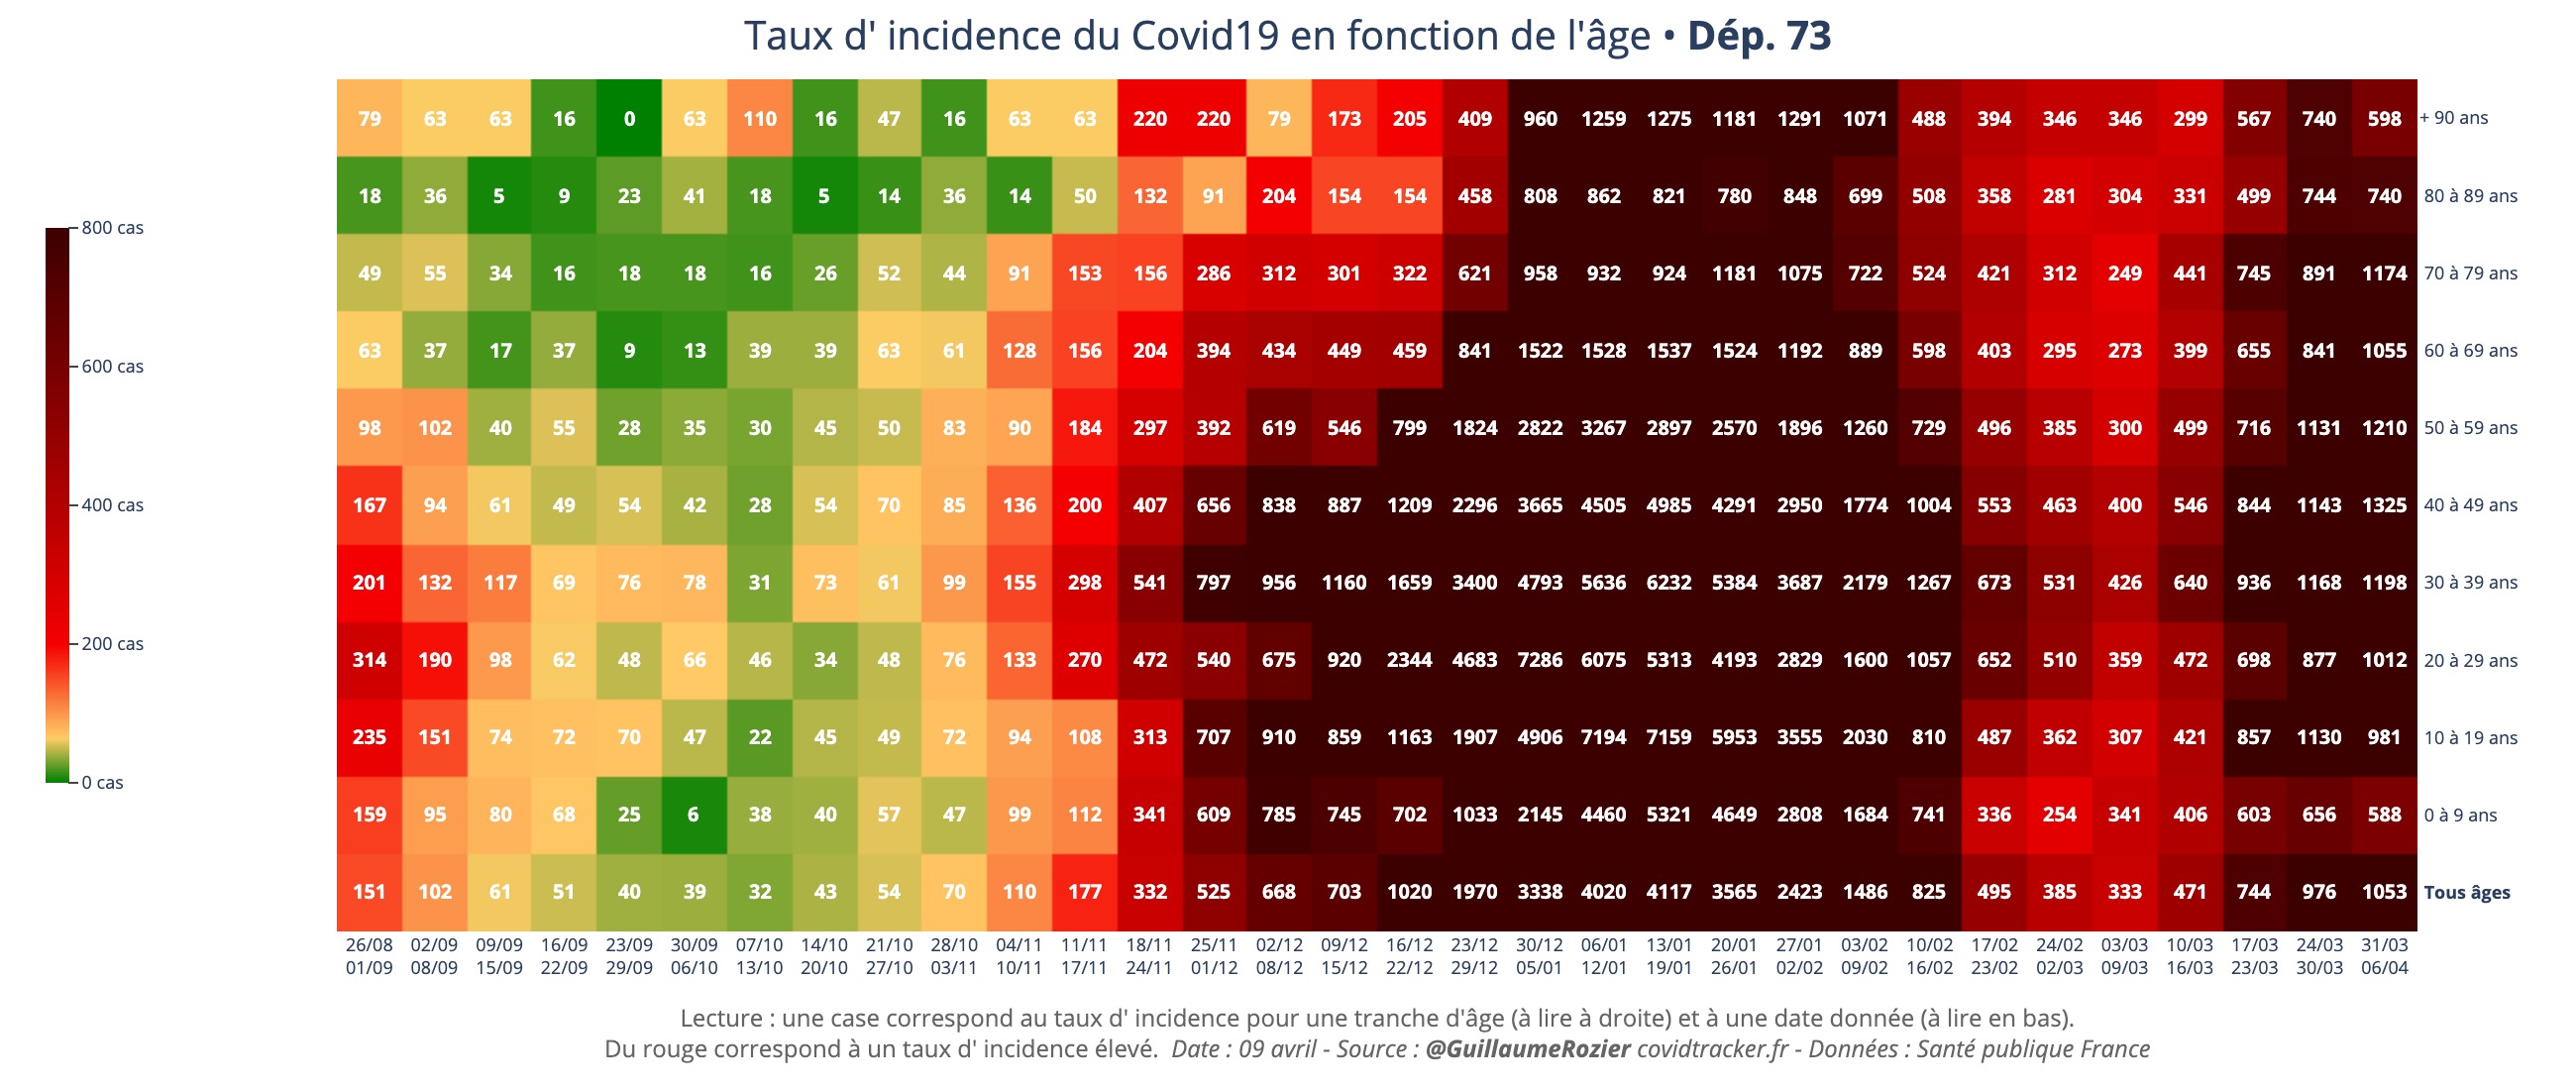 Taux d' incidence du Covid19 en fonction de l'âge • Dép. 73
79 63 63 16 0 63 110 16 47 16 63 63 220 220 79 173 205 409 960 1259 1275 1181 1291 1071 488 394 346 346 299 567 740 598 + 90 ans
18 36 5 9 23 41 18 5 14 36 14 50 132 91 204 154 154 458 808 862 821 780 848 699 508 358 281 304 331 499 744 740 80 à 89 ans
800 cas
49 55 34 16 18 18 16 26 52 44 91 153 156 286 312 301 322 621 958 932 924 1181 1075 722 524 421 312 249 441 745 891 1174 70 à 79 ans
63 37 17 37 9 13 39 39 63 61 128 156 204 394 434 449 459 841 1522 1528 1537 1524 1192 889 598 403 295 273 399 655 841 1055 60 à 69 ans
600 cas
98 102 40 55 28 35 30 45 50 83 90 184 297 392 619 546 799 1824 2822 3267 2897 2570 1896 1260 729 496 385 300 499 716 1131 1210 50 à 59 ans
400 cas
167 94 61 49 54 42 28 54 70 85 136 200 407 656 838 887 1209 2296 3665 4505 4985 4291 2950 1774 1004 553 463 400 546 844 1143 1325 40 à 49 ans
201 132 117 69 76 78 31 73 61 99 155 298 541 797 956 1160 1659 3400 4793 5636 6232 5384 3687 2179 1267 673 531 426 640 936 1168 1198 30 à 39 ans
200 cas
314 190 98 62 48 66 46 34 48 76 133 270 472 540 675 920 2344 4683 7286 6075 5313 4193 2829 1600 1057 652 510 359 472 698 877 1012 20 à 29 ans
235 151 74 72 70 47 22 45 49 72 94 108 313 707 910 859 1163 1907 4906 7194 7159 5953 3555 2030 810 487 362 307 421 857 1130 981 10 à 19 ans
0 cas
159 95 80 68 25 6 38 40 57 47 99 112 341 609 785 745 702 1033 2145 4460 5321 4649 2808 1684 741 336 254 341 406 603 656 588 0 à 9 ans
151 102 61 51 40 39 32 43 54 70 110 177 332 525 668 703 1020 1970 3338 4020 4117 3565 2423 1486 825 495 385 333 471 744 976 1053 Tous âges
26/08 02/09 09/09 16/09 23/09 30/09 07/10 14/10 21/10 28/10 04/11 11/11 18/11 25/11 02/12 09/12 16/12 23/12 30/12 06/01 13/01 20/01 27/01 03/02 10/02 17/02 24/02 03/03 10/03 17/03 24/03 31/03
01/09 08/09 15/09 22/09 29/09 06/10 13/10 20/10 27/10 03/11 10/11 17/11 24/11 01/12 08/12 15/12 22/12 29/12 05/01 12/01 19/01 26/01 02/02 09/02 16/02 23/02 02/03 09/03 16/03 23/03 30/03 06/04
Lecture : une case correspond au taux d' incidence pour une tranche d'âge (à lire à droite) et à une date donnée (à lire en bas).
Du rouge correspond à un taux d' incidence élevé. Date : 09 avril - Source : @GuillaumeRozier covidtracker.fr - Données : Santé publique France